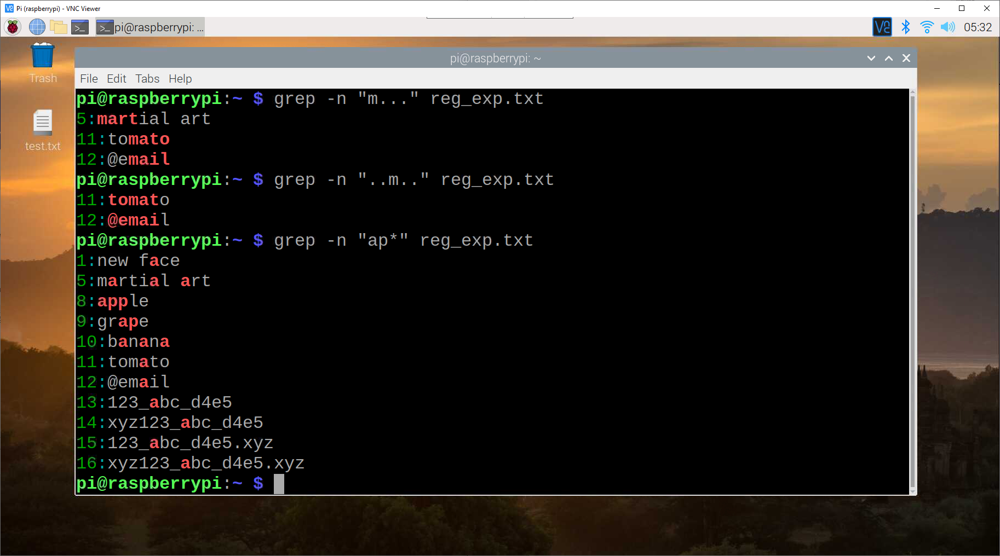 Pi (raspberrypi) - VNC Viewer
pi@raspberrypi: ...
05:32
Trash
test.txt
pi@raspberrypi: ~
File Edit Tabs Help
pi@raspberrypi:~ $ grep -n "m..." reg_exp.txt
5:martial art
11:tomato
12:@email
pi@raspberrypi:~ $ grep -n "..m.." reg_exp.txt
11:tomato
12:@email
pi@raspberrypi:~ $ grep -n "ap*" reg_exp.txt
1:new face
5:martial art
8:apple
9:grape
10:banana
11:tomato
12:@email
13:123_abc_d4e5
14:xyz123_abc_d4e5
15:123_abc_d4e5.xyz
16:xyz123_abc_d4e5.xyz
pi@raspberrypi:~ $